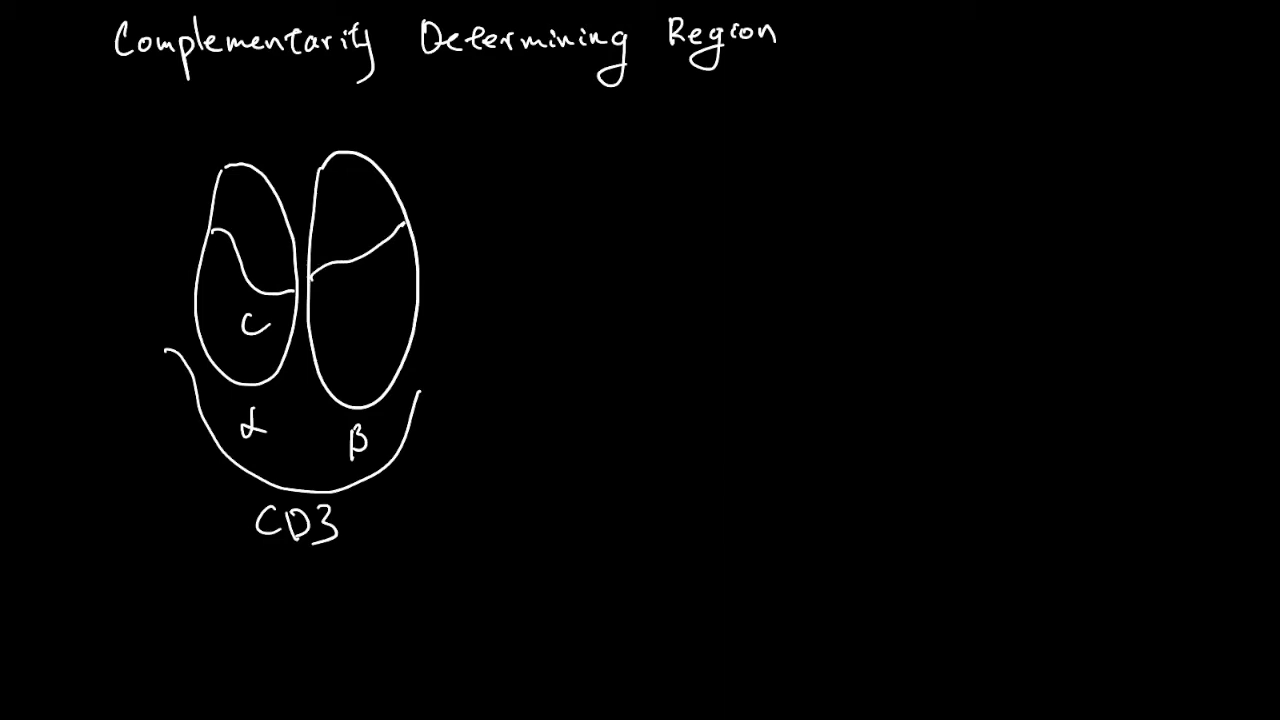 Complementarity Determining Region
C
α β
CD3